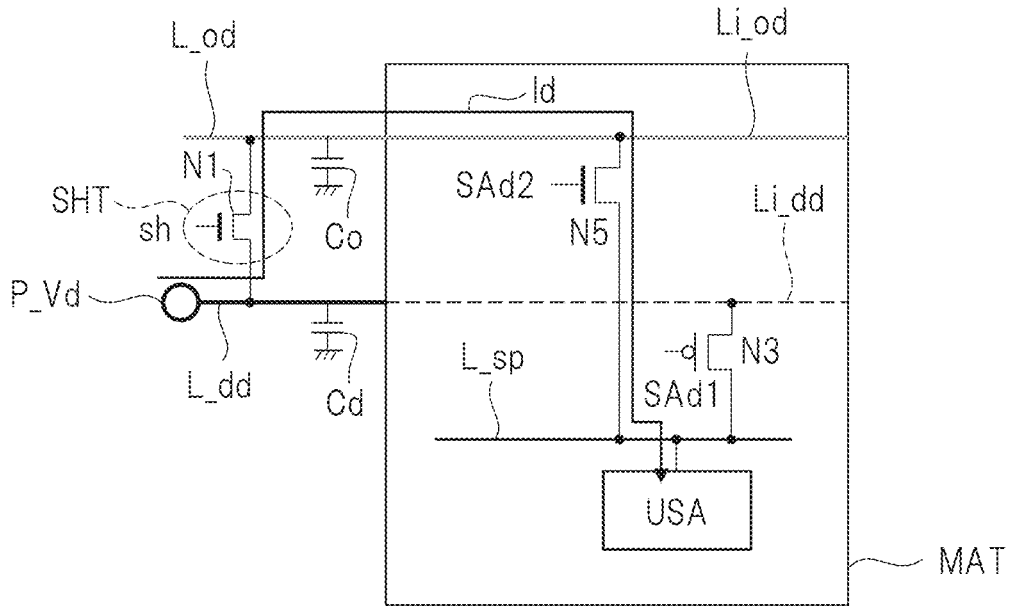 L_od
Li_od
Id
N1
SHT
sh
Co
SAd2
N5
Li_dd
P_Vd
L_dd
Cd
L_sp
N3
SAd1
USA
MAT